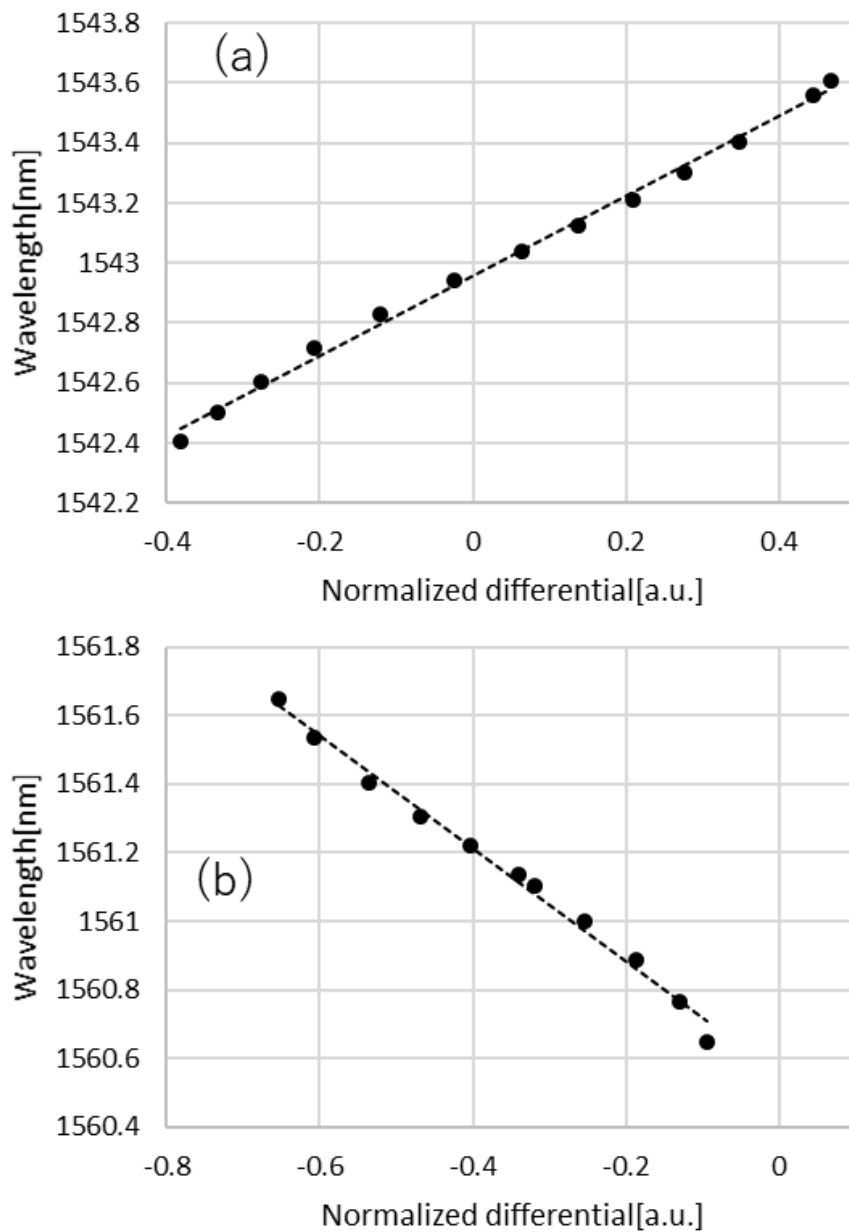 (a)
Wavelength[nm]
1543.8
1543.6
1543.4
1543.2
1543
1542.8
1542.6
1542.4
1542.2
-0.4 -0.2 0 0.2 0.4
Normalized differential[a.u.]
(b)
Wavelength[nm]
1561.8
1561.6
1561.4
1561.2
1561
1560.8
1560.6
1560.4
-0.8 -0.6 -0.4 -0.2 0
Normalized differential[a.u.]